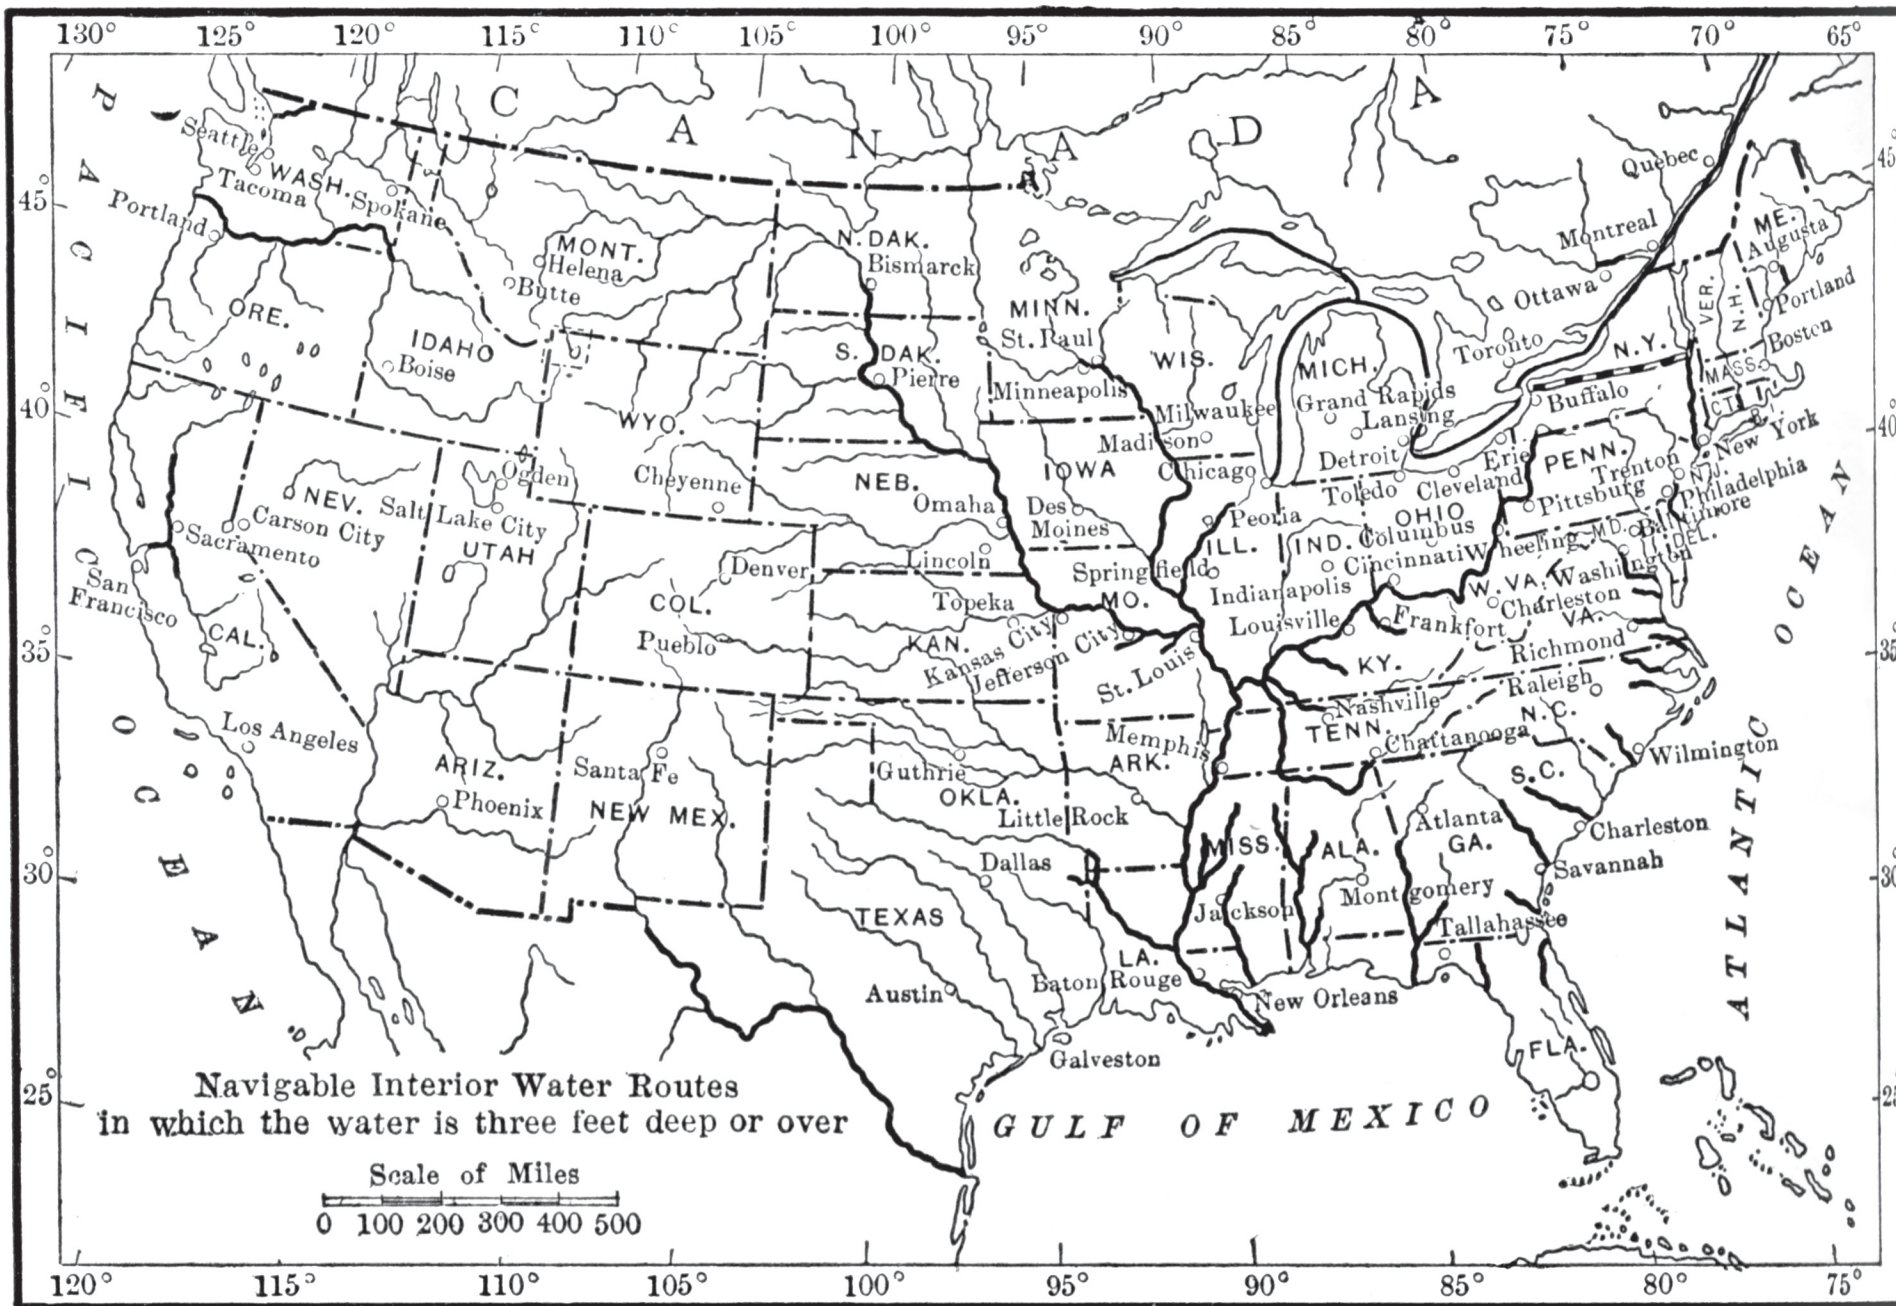 130° 125° 120° 115° 110° 105° 100° 95° 90° 85° 80° 75° 70° 65°
C A N A D A
PACIFIC OCEAN
45°
40°
35°
30°
25°
45°
40°
35°
30°
25°
Seattle
WASH.
Tacoma
Spokane
Portland
MONT.
Helena
Butte
N. DAK.
Bismarck
MINN.
St. Paul
Minneapolis
ORE.
IDAHO
Boise
S. DAK.
Pierre
WIS.
MICH.
Quebec
Montreal
Ottawa
Toronto
ME.
Augusta
Portland
VER.
N.H.
Boston
MASS.
CT.
R.
N.Y.
Buffalo
New York
WYO.
Cheyenne
NEB.
Omaha
Lincoln
IOWA
Des
Moines
Madison
Milwaukee
Grand Rapids
Lansing
Chicago
Detroit
Toledo
Cleveland
Erie
PENN.
Trenton
N.J.
Philadelphia
Pittsburg
Baltimore
MD.
DEL.
Washington
Ogden
NEV.
Carson City
Salt Lake City
UTAH
Sacramento
San
Francisco
CAL.
Los Angeles
Denver
COL.
Pueblo
Topeka
KAN.
Kansas City
Jefferson City
MO.
St. Louis
Springfield
Peoria
ILL.
IND.
Indianapolis
OHIO
Columbus
Cincinnati
Wheeling
W. VA.
Charleston
VA.
Richmond
Louisville
Frankfort
KY.
Nashville
TENN.
Chattanooga
Memphis
Raleigh
N.C.
Wilmington
S.C.
Charleston
ARIZ.
Phoenix
Santa Fe
NEW MEX.
Guthrie
OKLA.
ARK.
Little Rock
Dallas
TEXAS
Austin
Galveston
LA.
Baton Rouge
New Orleans
MISS.
Jackson
ALA.
Montgomery
Atlanta
GA.
Savannah
Tallahassee
FLA.
ATLANTIC OCEAN
GULF OF MEXICO
Navigable Interior Water Routes
in which the water is three feet deep or over
Scale of Miles
0 100 200 300 400 500
120° 115° 110° 105° 100° 95° 90° 85° 80° 75°